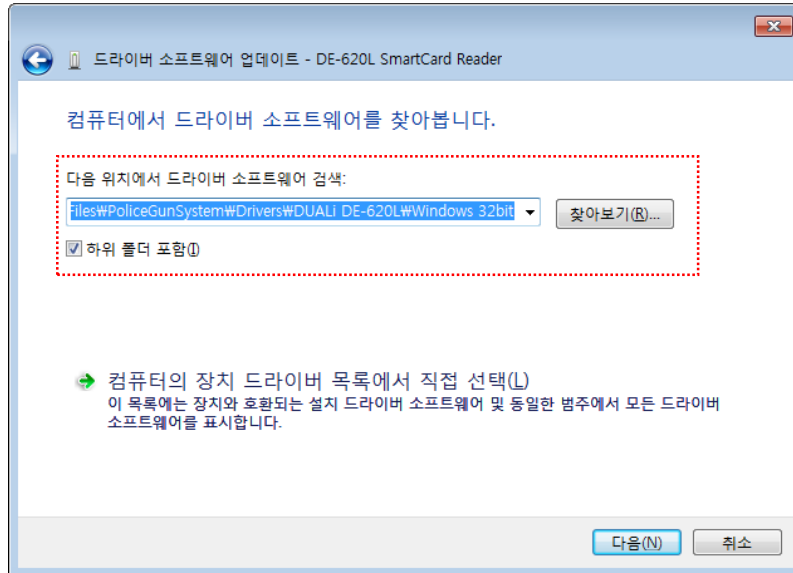 드라이버 소프트웨어 업데이트 - DE-620L SmartCard Reader
컴퓨터에서 드라이버 소프트웨어를 찾아봅니다.
다음 위치에서 드라이버 소프트웨어 검색:
Files₩PoliceGunSystem₩Drivers₩DUALi DE-620L₩Windows 32bit
찾아보기(R)...
하위 폴더 포함(I)
컴퓨터의 장치 드라이버 목록에서 직접 선택(L)
이 목록에는 장치와 호환되는 설치 드라이버 소프트웨어 및 동일한 범주에서 모든 드라이버
소프트웨어를 표시합니다.
다음(N)
취소